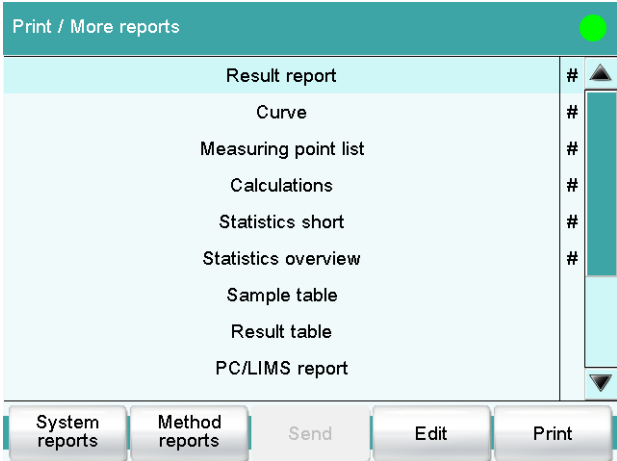 Print / More reports
Result report #
Curve #
Measuring point list #
Calculations #
Statistics short #
Statistics overview #
Sample table
Result table
PC/LIMS report
System reports Method reports Send Edit Print